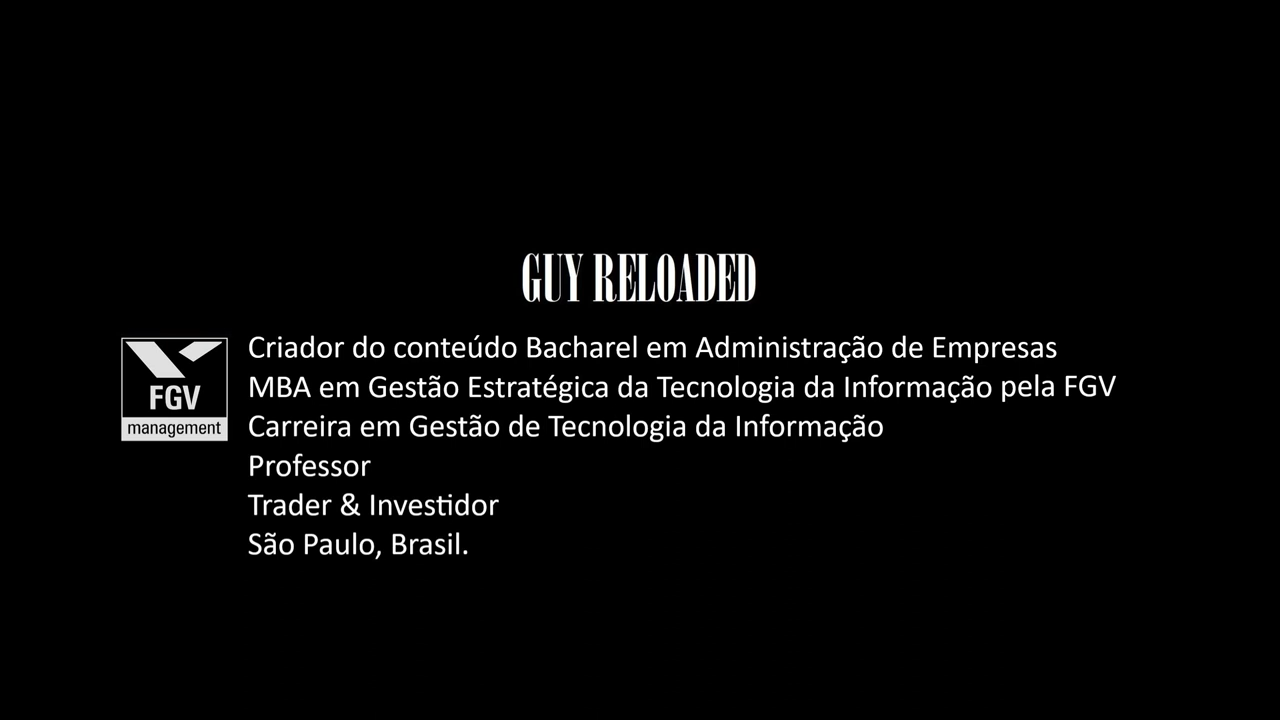 GUY RELOADED
Criador do conteúdo Bacharel em Administração de Empresas
MBA em Gestão Estratégica da Tecnologia da Informação pela FGV
Carreira em Gestão de Tecnologia da Informação
Professor
Trader & Investidor
São Paulo, Brasil.
FGV
management